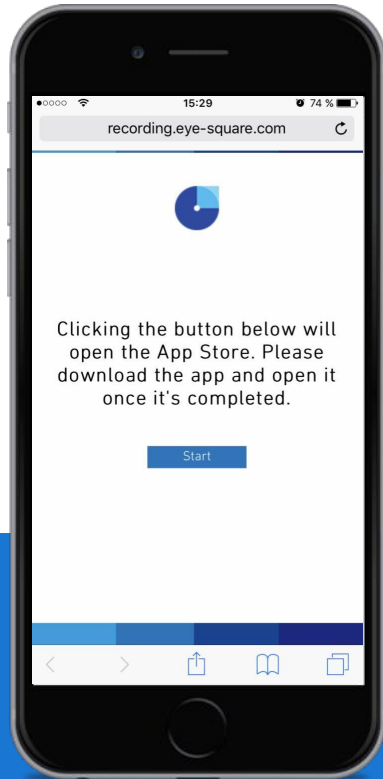 15:29 74 %
recording.eye-square.com
Clicking the button below will
open the App Store. Please
download the app and open it
once it's completed.
Start